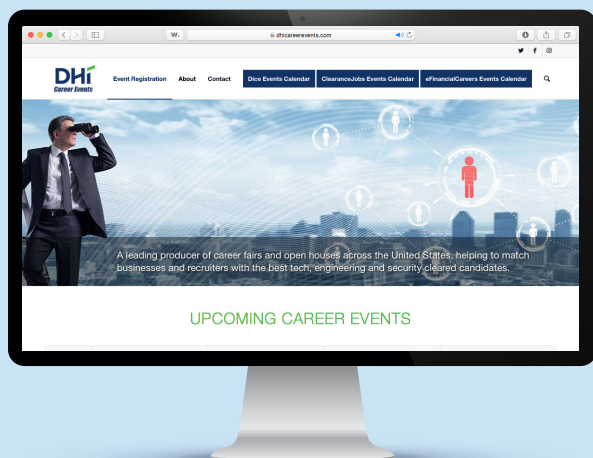 W.
dhicareerevents.com
DHi
Career Events
Event Registration
About
Contact
Dice Events Calendar
ClearanceJobs Events Calendar
eFinancialCareers Events Calendar
A leading producer of career fairs and open houses across the United States, helping to match
businesses and recruiters with the best tech, engineering and security cleared candidates.
UPCOMING CAREER EVENTS